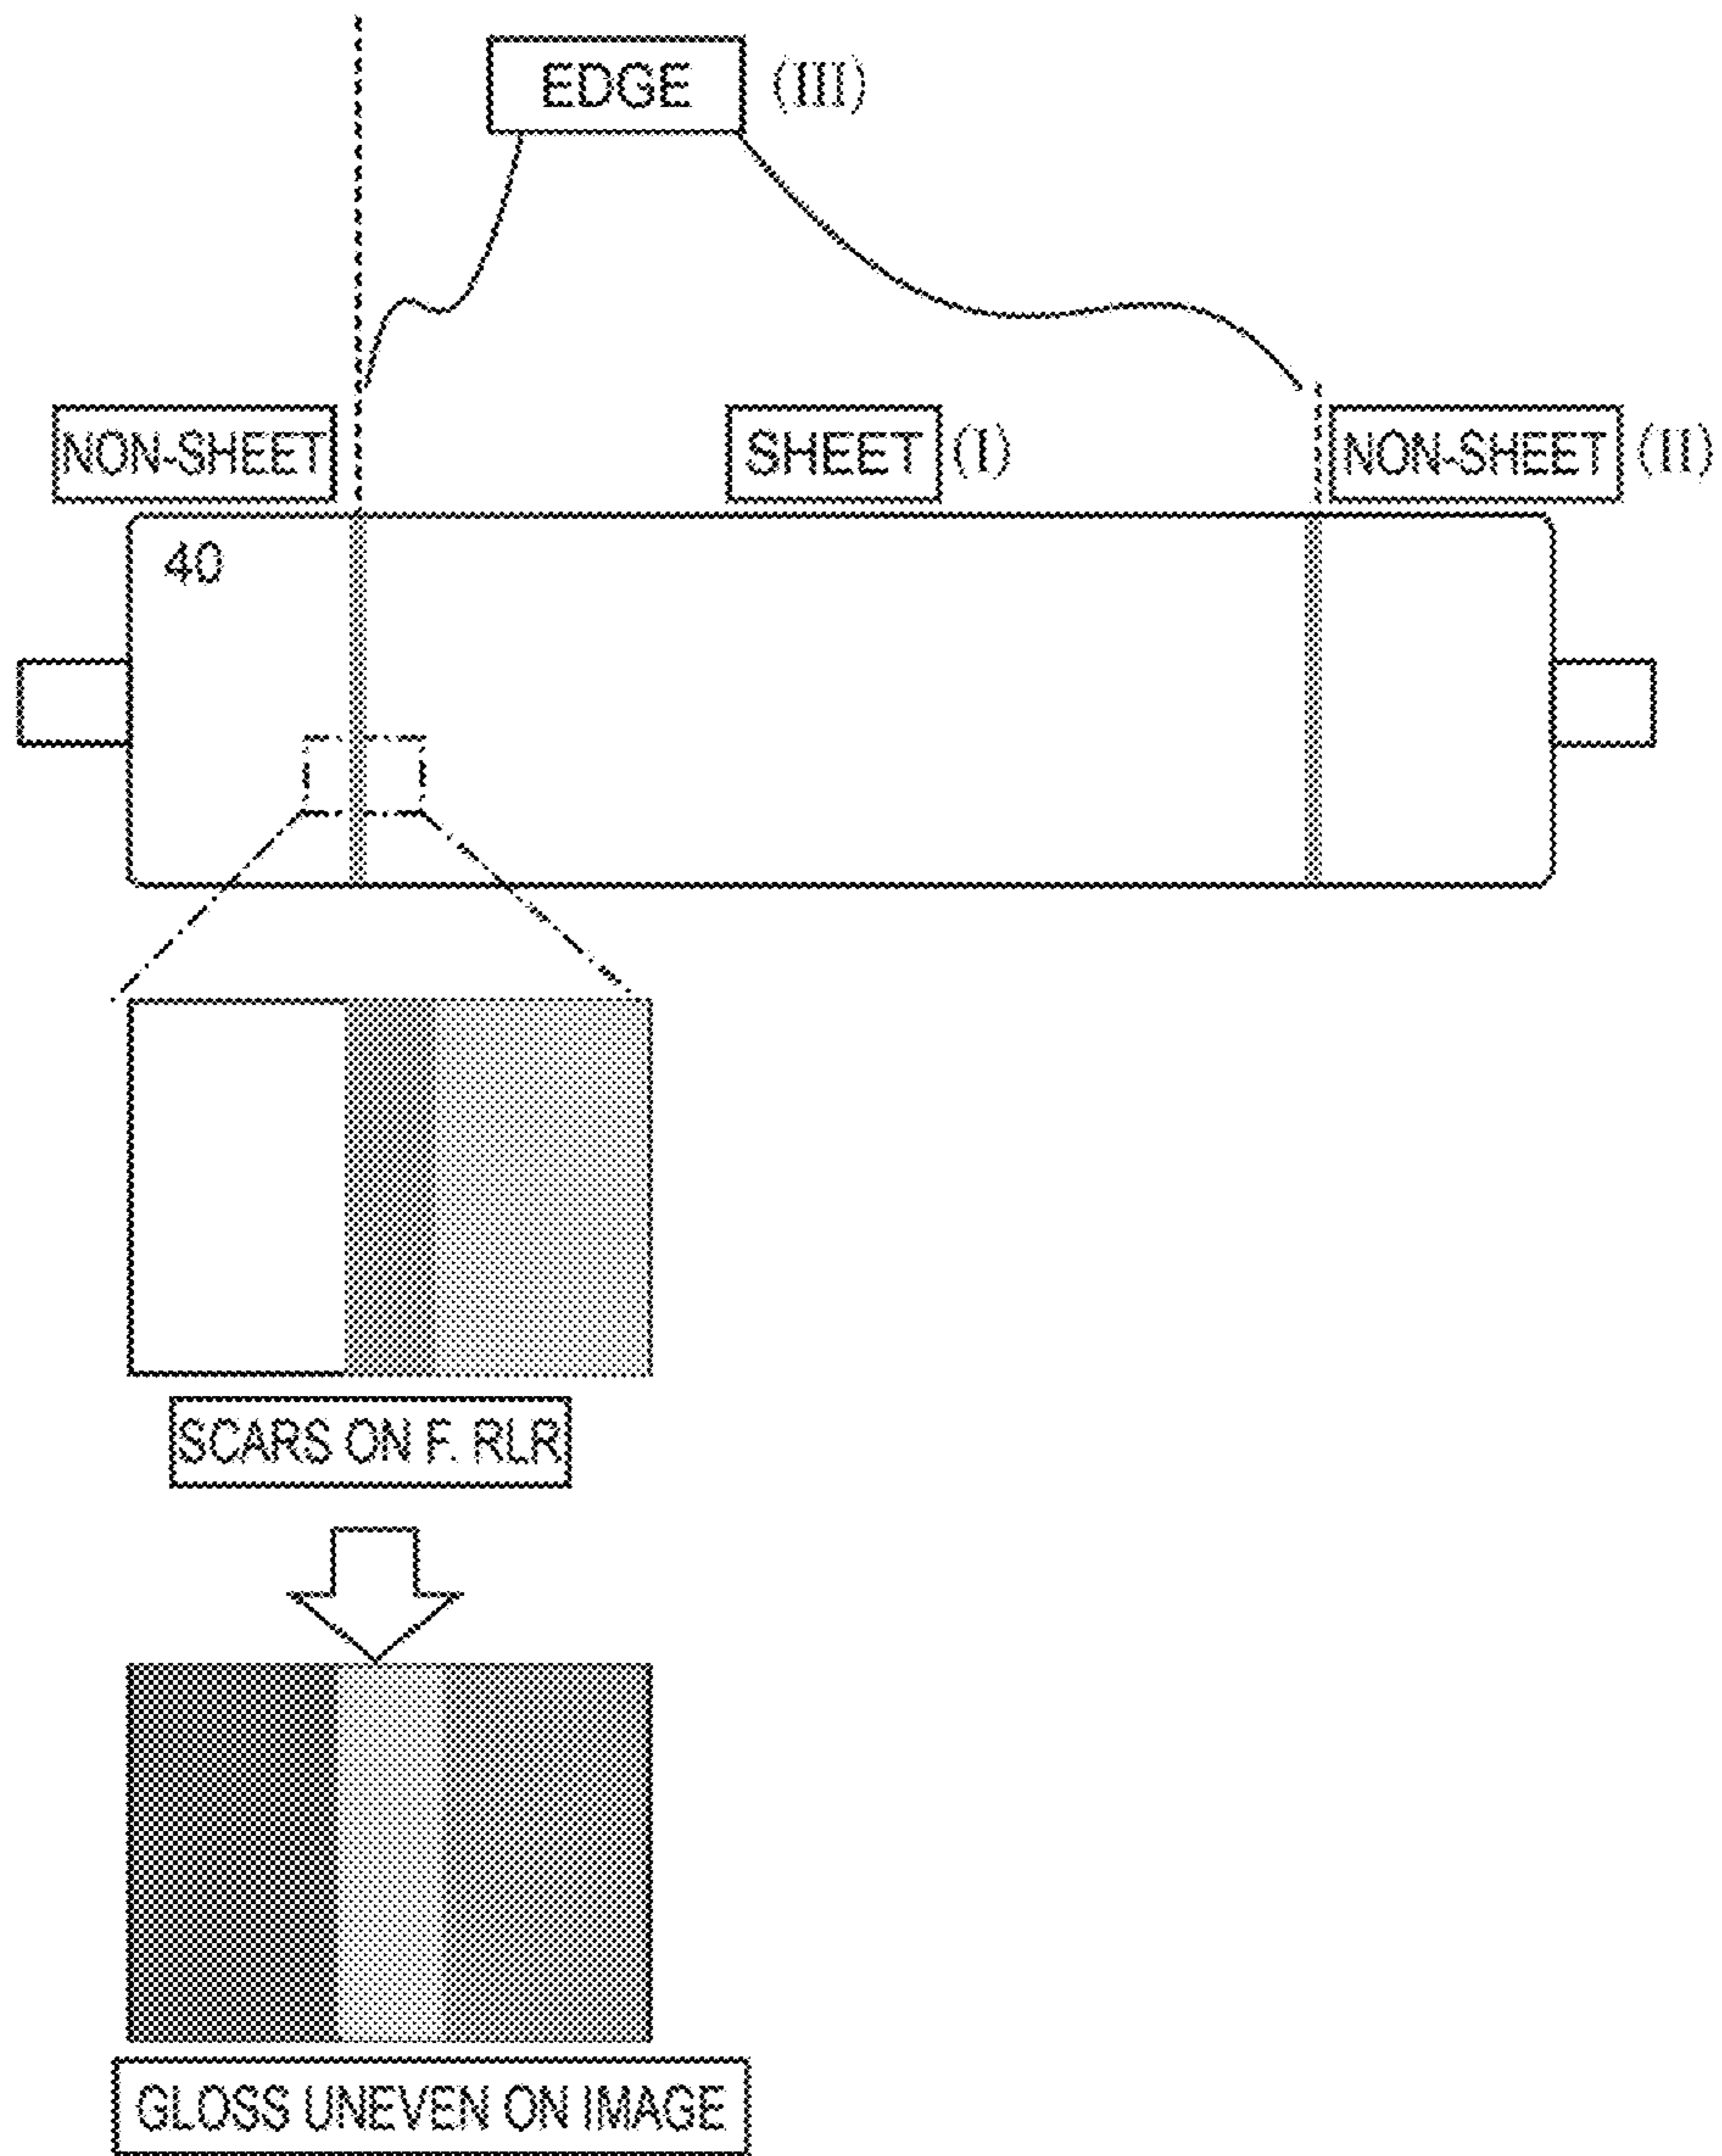 EDGE (III)
NON-SHEET SHEET (I) NON-SHEET (II)
40
SCARS ON F. RLR
GLOSS UNEVEN ON IMAGE